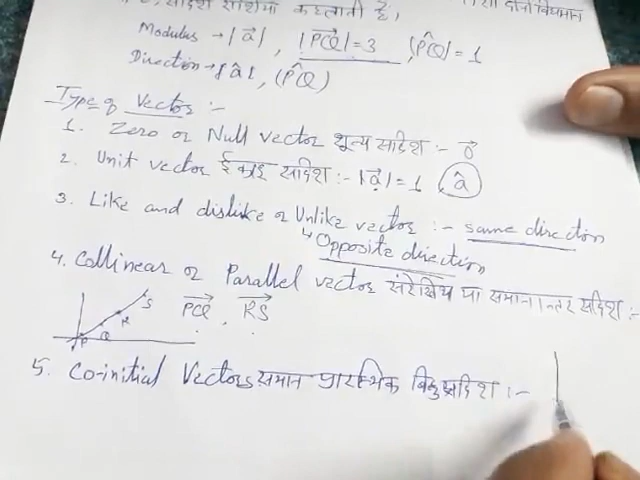 सदिश राशियाँ कहलाती है,
Modulus → |a⃗| , |PQ⃗| = 3 , |P̂Q| = 1
Direction → {â}, (P̂Q)
Type of Vector :-
1. Zero or Null vector शून्य सदिश :- 0⃗
2. Unit vector ईकाइ सदिश :- |a⃗| = 1 â
3. Like and dislike or Unlike vector :- same direction
↳ Opposite direction
4. Collinear or Parallel vector संरेखिय या समानान्तर सदिश :-
P Q R S PQ⃗ , RS⃗
5. Co-initial Vectors समान प्रारम्भिक बिन्दु सदिश :-